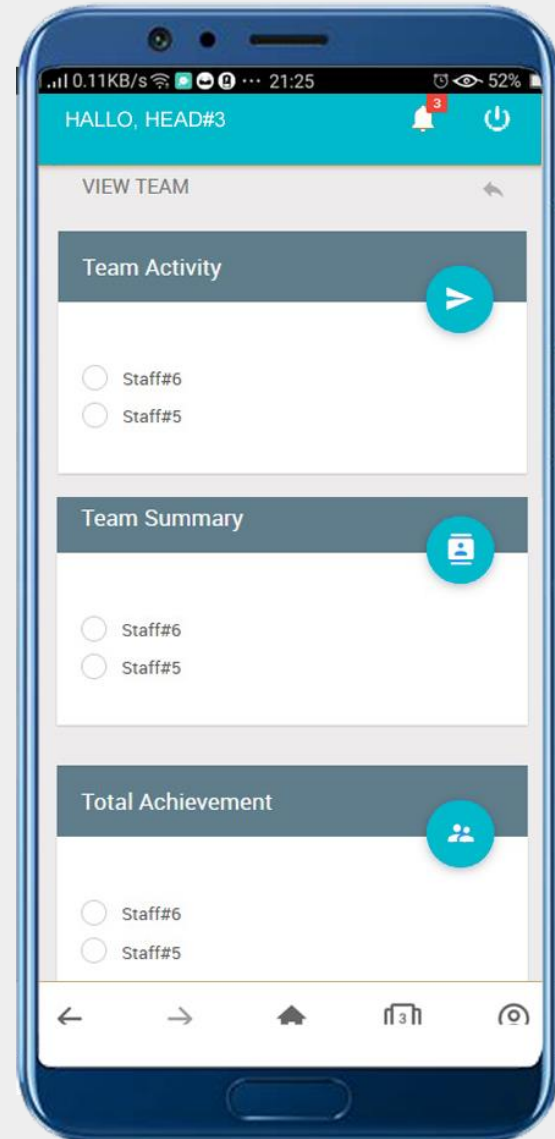 0.11KB/s 21:25 52%
3
HALLO, HEAD#3
VIEW TEAM
Team Activity
Staff#6
Staff#5
Team Summary
Staff#6
Staff#5
Total Achievement
Staff#6
Staff#5
3